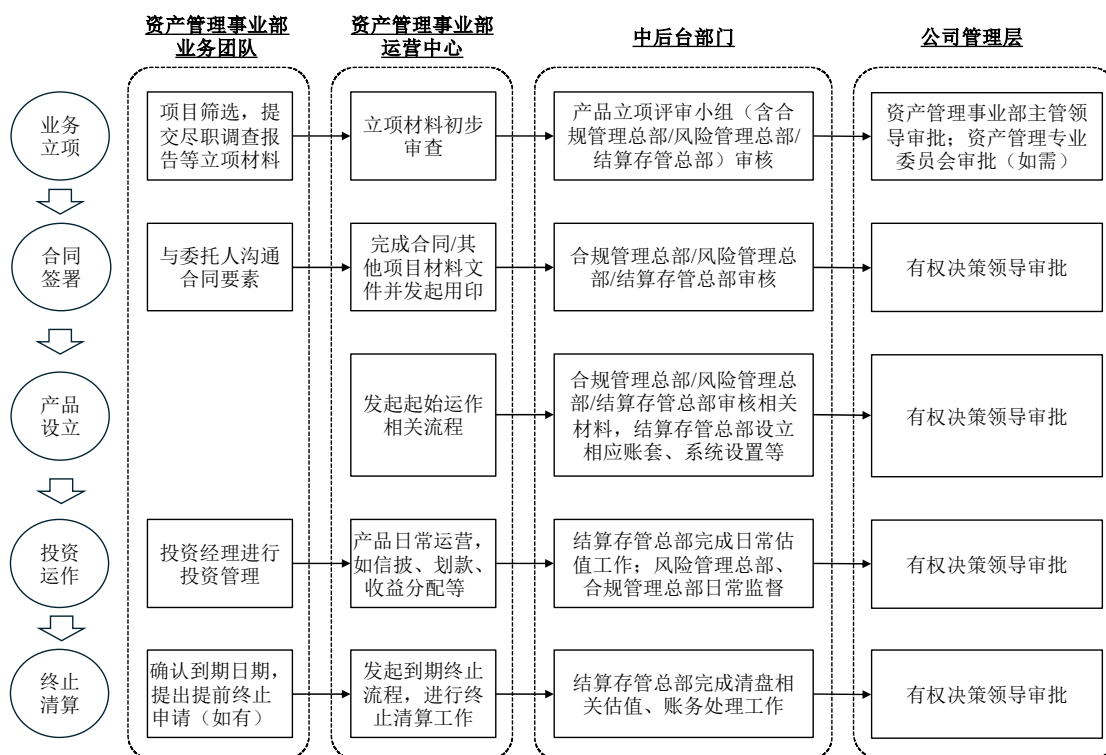 资产管理事业部
业务团队
资产管理事业部
运营中心
中后台部门
公司管理层
业务
立项
项目筛选，提
交尽职调查报
告等立项材料
立项材料初步
审查
产品立项评审小组（含合
规管理总部/风险管理总部/
结算存管总部）审核
资产管理事业部主管领
导审批；资产管理专业
委员会审批（如需）
合同
签署
与委托人沟通
合同要素
完成合同/其
他项目材料文
件并发起用印
合规管理总部/风险管理总
部/结算存管总部审核
有权决策领导审批
产品
设立
发起起始运作
相关流程
合规管理总部/风险管理总
部/结算存管总部审核相关
材料，结算存管总部设立
相应账套、系统设置等
有权决策领导审批
投资
运作
投资经理进行
投资管理
产品日常运营，
如信披、划款、
收益分配等
结算存管总部完成日常估
值工作；风险管理总部、
合规管理总部日常监督
有权决策领导审批
终止
清算
确认到期日期，
提出提前终止
申请（如有）
发起到期终止
流程，进行终
止清算工作
结算存管总部完成清盘相
关估值、账务处理工作
有权决策领导审批